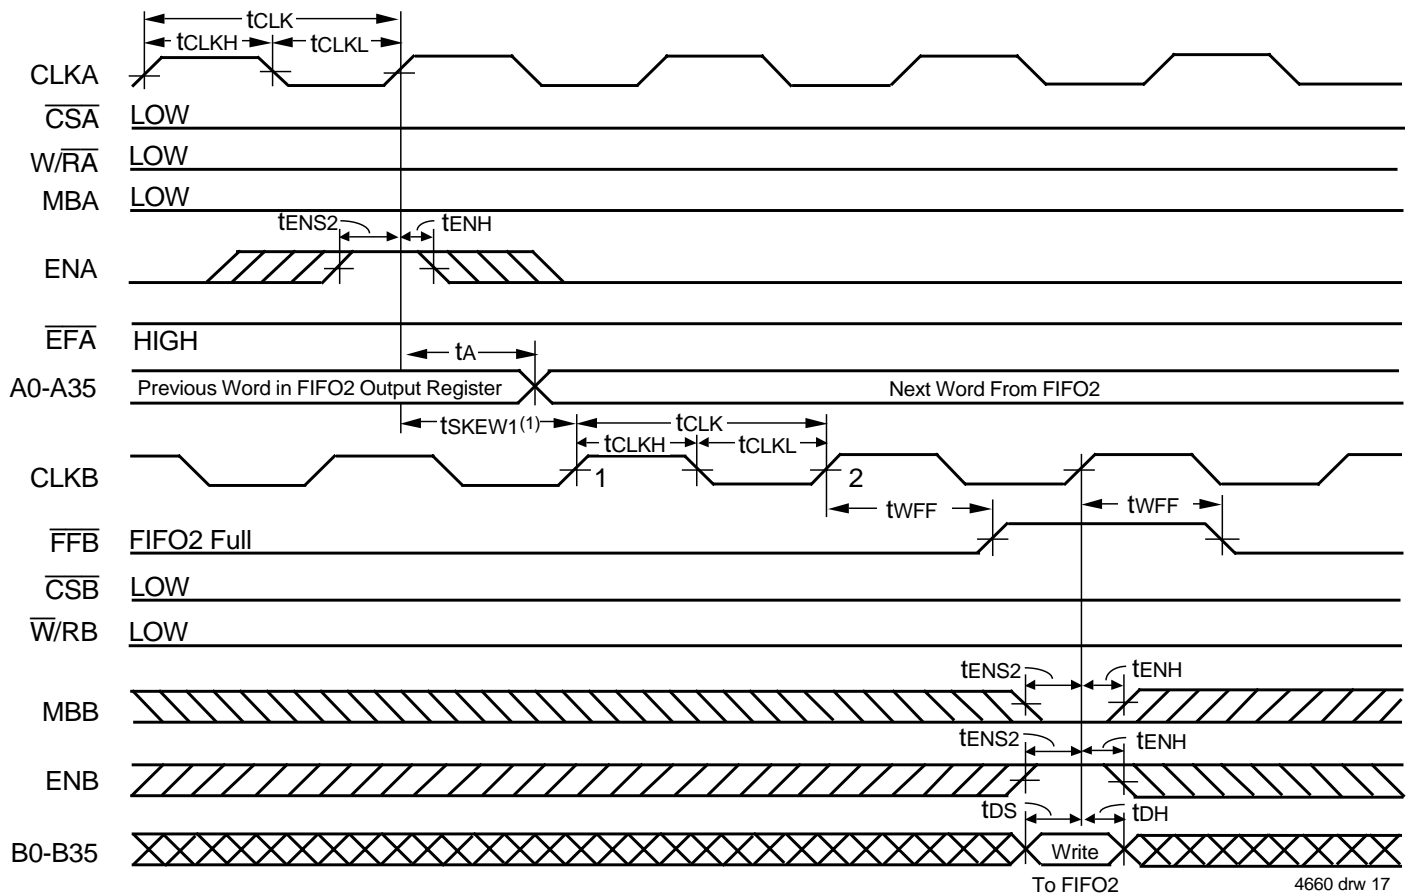 tCLK
tCLKH tCLKL
CLKA
CSA LOW
W/RA LOW
MBA LOW
tENS2 tENH
ENA
EFA HIGH
tA
A0-A35 Previous Word in FIFO2 Output Register Next Word From FIFO2
tSKEW1(1) tCLK
tCLKH tCLKL
CLKB 1 2
tWFF tWFF
FFB FIFO2 Full
CSB LOW
W/RB LOW
tENS2 tENH
MBB
tENS2 tENH
ENB
tDS tDH
B0-B35 Write
To FIFO2 4660 drw 17